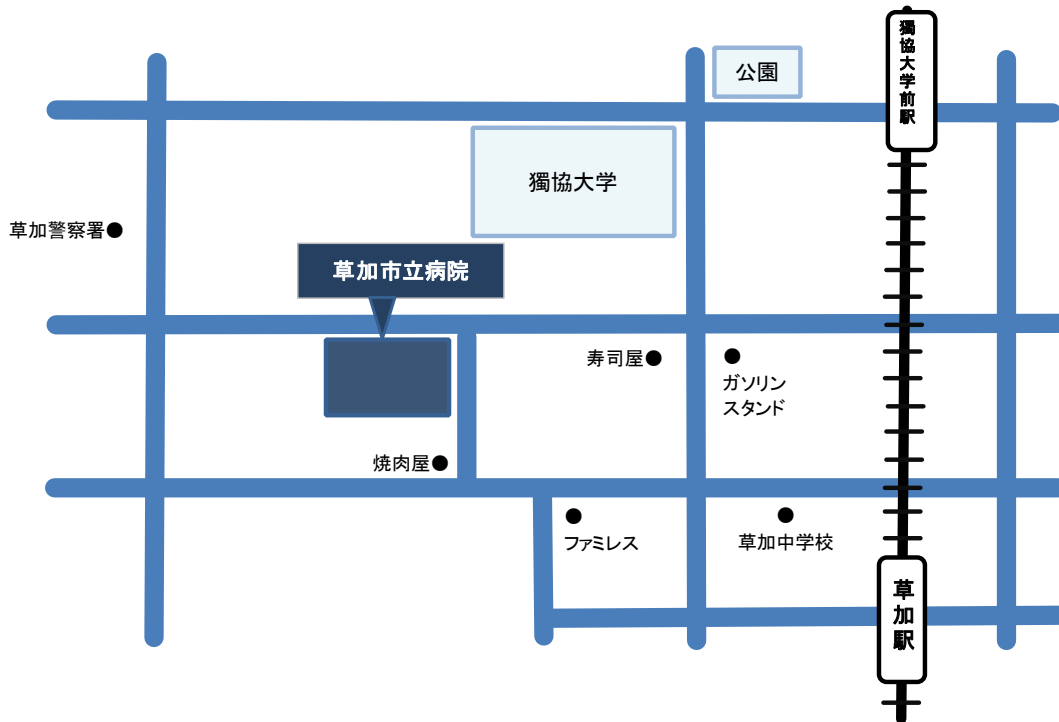 獨協大学前駅
公園
獨協大学
草加警察署●
草加市立病院
寿司屋●
ガソリン
スタンド
焼肉屋●
ファミレス
草加中学校
草加駅